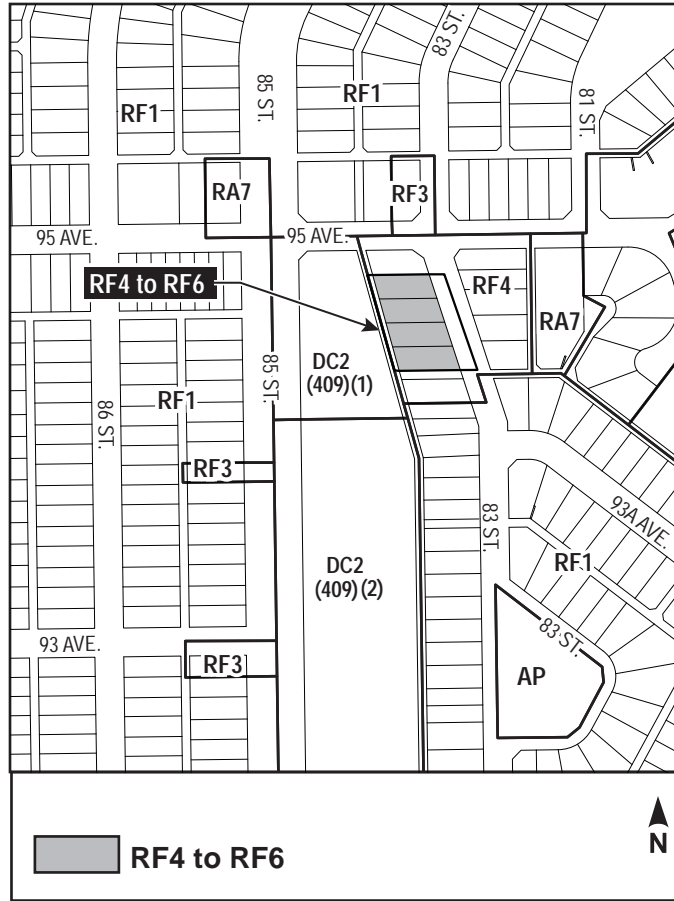 83 ST.
85 ST.
RF1
RF1
81 ST.
RA7
RF3
95 AVE.
95 AVE.
RF4 to RF6
RF4
RA7
DC2
(409)(1)
85 ST.
86 ST.
RF1
RF3
83 ST.
93A AVE.
DC2
(409)(2)
RF1
93 AVE.
RF3
83 ST.
AP
N
RF4 to RF6